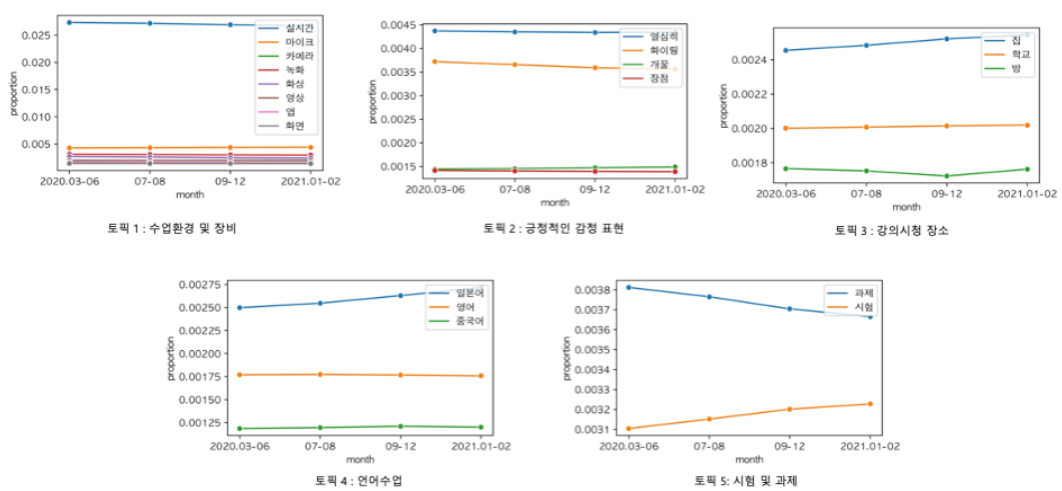 0.025
0.020
0.015
0.010
0.005
proportion
실시간
마이크
카메라
녹화
화상
영상
앱
화면
2020.03-06 07-08 09-12 2021.01-02
month
토픽 1 : 수업환경 및 장비
0.0045
0.0040
0.0035
0.0030
0.0025
0.0020
0.0015
proportion
열심히
화이팅
개꿀
장점
2020.03-06 07-08 09-12 2021.01-02
month
토픽 2 : 긍정적인 감정 표현
0.0024
0.0022
0.0020
0.0018
proportion
집
학교
방
2020.03-06 07-08 09-12 2021.01-02
month
토픽 3 : 강의시청 장소
0.00275
0.00250
0.00225
0.00200
0.00175
0.00150
0.00125
proportion
일본어
영어
중국어
2020.03-06 07-08 09-12 2021.01-02
month
토픽 4 : 언어수업
0.0038
0.0037
0.0036
0.0035
0.0034
0.0033
0.0032
0.0031
proportion
과제
시험
2020.03-06 07-08 09-12 2021.01-02
month
토픽 5: 시험 및 과제